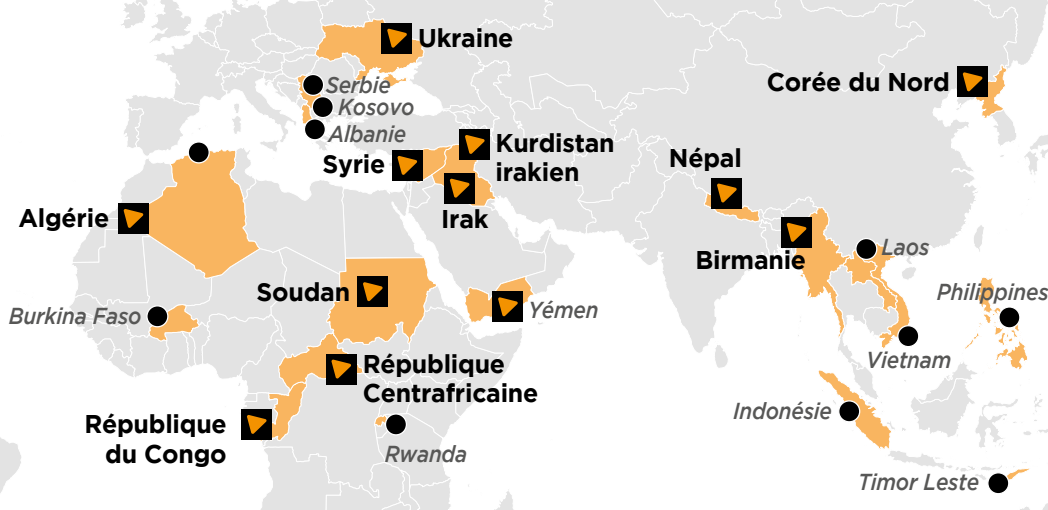 Ukraine
Corée du Nord
Serbie
Kosovo
Albanie
Kurdistan
irakien
Syrie
Népal
Irak
Algérie
Birmanie
Laos
Soudan
Yémen
Philippines
Burkina Faso
Vietnam
République
Centrafricaine
Indonésie
République
du Congo
Rwanda
Timor Leste